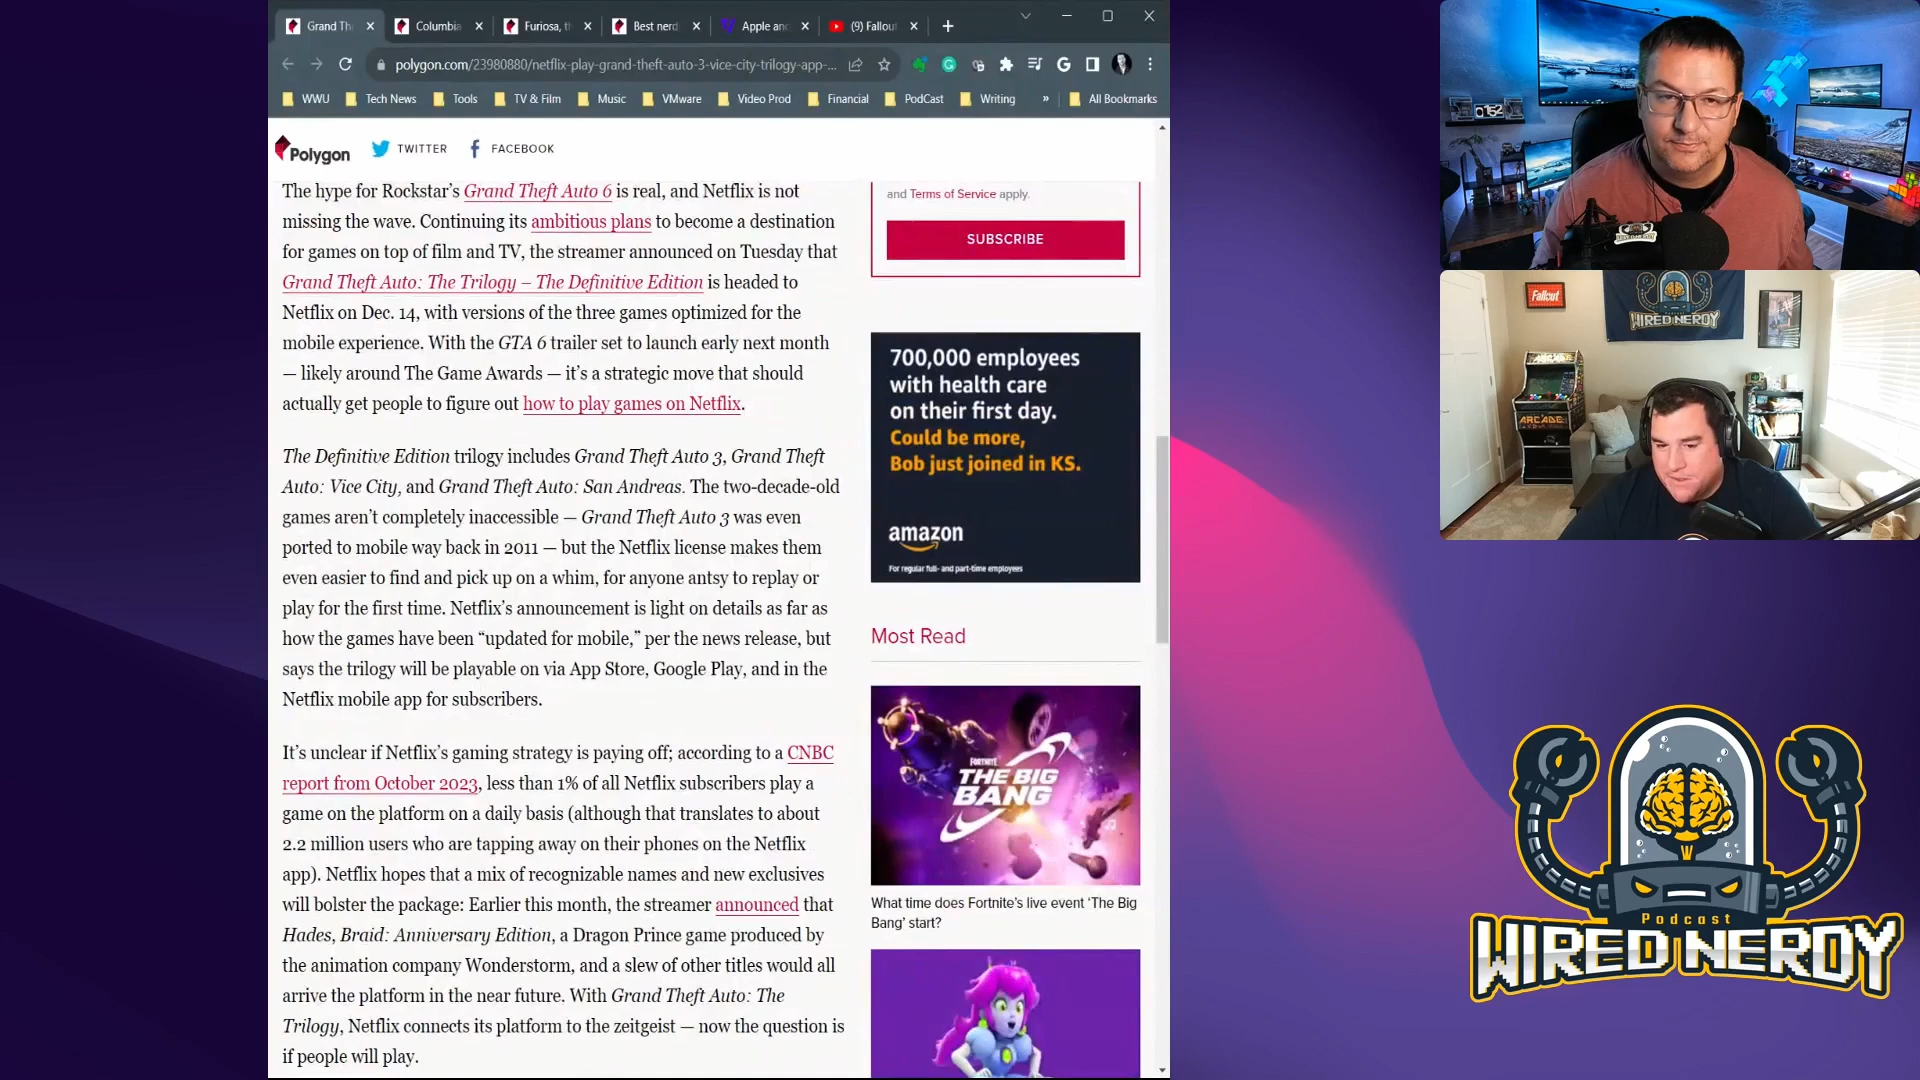 Grand Th
Columbia
Furiosa, th
Best nerd
Apple and
(9) Fallout
polygon.com/23980880/netflix-play-grand-theft-auto-3-vice-city-trilogy-app-...
WWU
Tech News
Tools
TV & Film
Music
VMware
Video Prod
Financial
PodCast
Writing
»
All Bookmarks
Polygon
TWITTER
FACEBOOK
The hype for Rockstar’s Grand Theft Auto 6 is real, and Netflix is not
missing the wave. Continuing its ambitious plans to become a destination
for games on top of film and TV, the streamer announced on Tuesday that
Grand Theft Auto: The Trilogy – The Definitive Edition is headed to
Netflix on Dec. 14, with versions of the three games optimized for the
mobile experience. With the GTA 6 trailer set to launch early next month
— likely around The Game Awards — it’s a strategic move that should
actually get people to figure out how to play games on Netflix.
The Definitive Edition trilogy includes Grand Theft Auto 3, Grand Theft
Auto: Vice City, and Grand Theft Auto: San Andreas. The two-decade-old
games aren’t completely inaccessible — Grand Theft Auto 3 was even
ported to mobile way back in 2011 — but the Netflix license makes them
even easier to find and pick up on a whim, for anyone antsy to replay or
play for the first time. Netflix’s announcement is light on details as far as
how the games have been “updated for mobile,” per the news release, but
says the trilogy will be playable on via App Store, Google Play, and in the
Netflix mobile app for subscribers.
It’s unclear if Netflix’s gaming strategy is paying off; according to a CNBC
report from October 2023, less than 1% of all Netflix subscribers play a
game on the platform on a daily basis (although that translates to about
2.2 million users who are tapping away on their phones on the Netflix
app). Netflix hopes that a mix of recognizable names and new exclusives
will bolster the package: Earlier this month, the streamer announced that
Hades, Braid: Anniversary Edition, a Dragon Prince game produced by
the animation company Wonderstorm, and a slew of other titles would all
arrive the platform in the near future. With Grand Theft Auto: The
Trilogy, Netflix connects its platform to the zeitgeist — now the question is
if people will play.
and Terms of Service apply.
SUBSCRIBE
700,000 employees
with health care
on their first day.
Could be more,
Bob just joined in KS.
amazon
For regular full- and part-time employees
Most Read
FORTNITE
THE BIG
BANG
What time does Fortnite’s live event ‘The Big
Bang’ start?
Fallout
WIRED NERDY
ARCADE
Podcast
WIRED NERDY